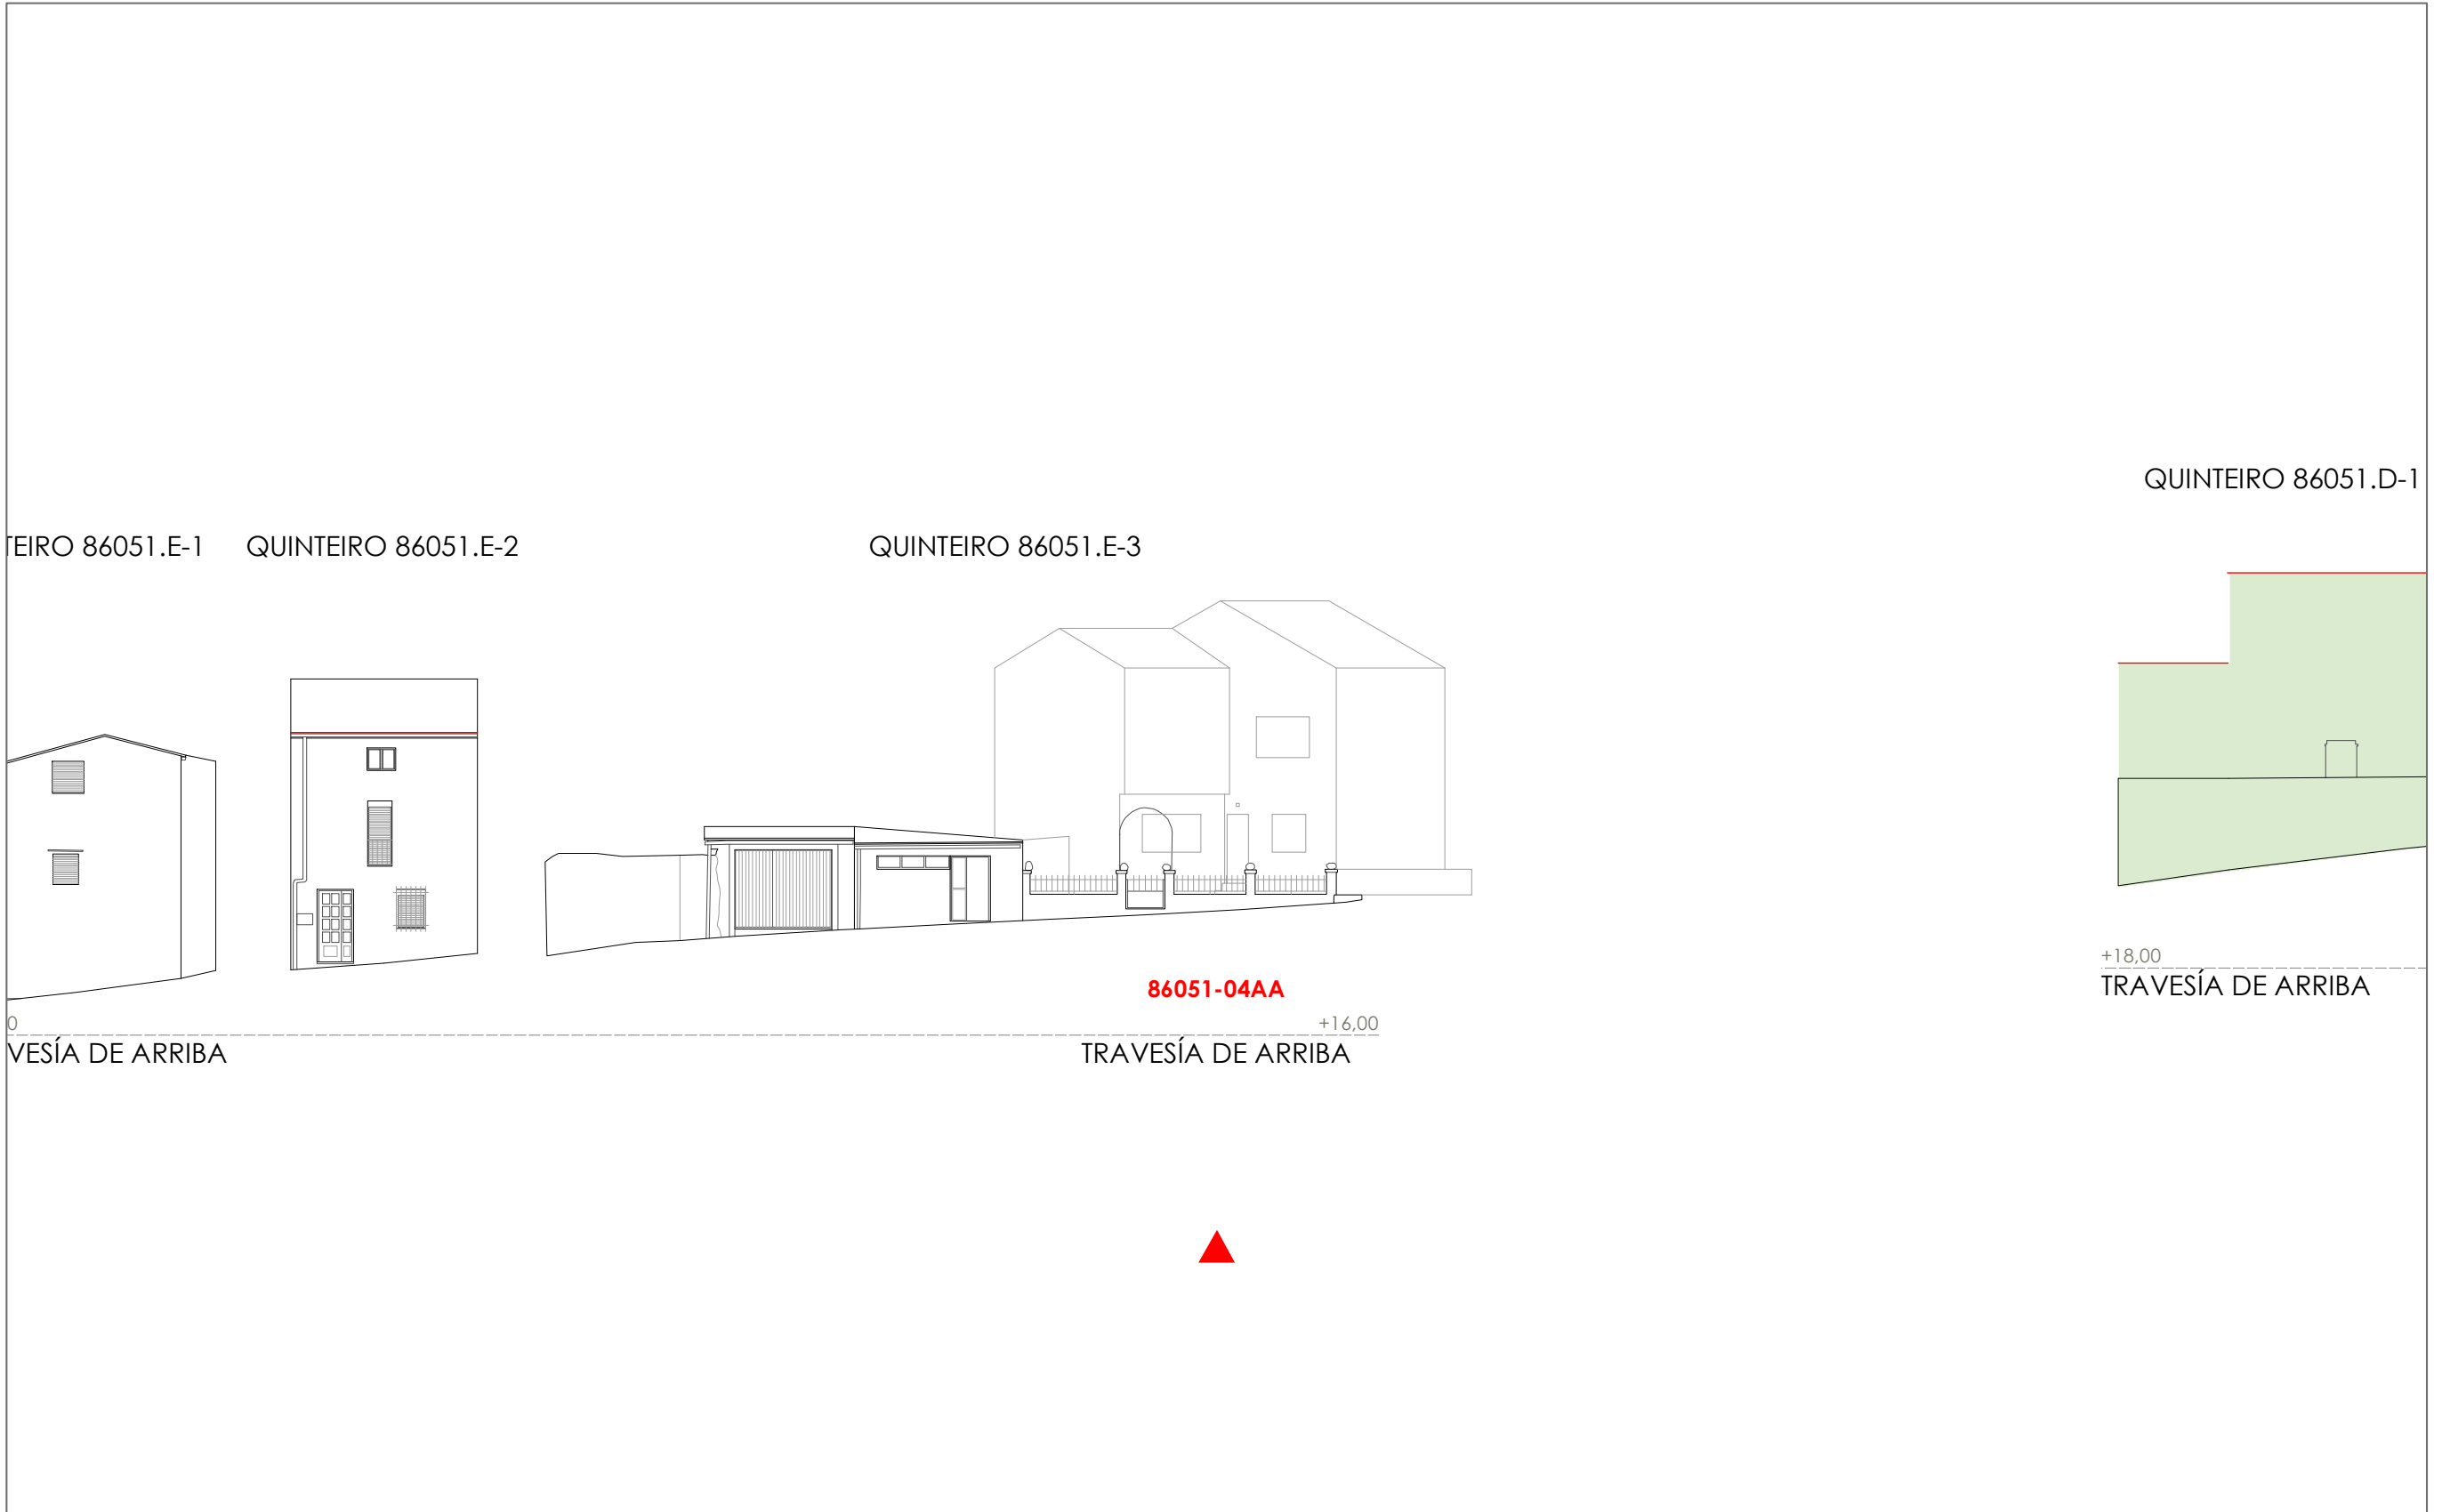 QUINTEIRO 86051.D-1
TEIRO 86051.E-1
QUINTEIRO 86051.E-2
QUINTEIRO 86051.E-3
86051-04AA
+18,00
TRAVESÍA DE ARRIBA
0
+16,00
VESÍA DE ARRIBA
TRAVESÍA DE ARRIBA